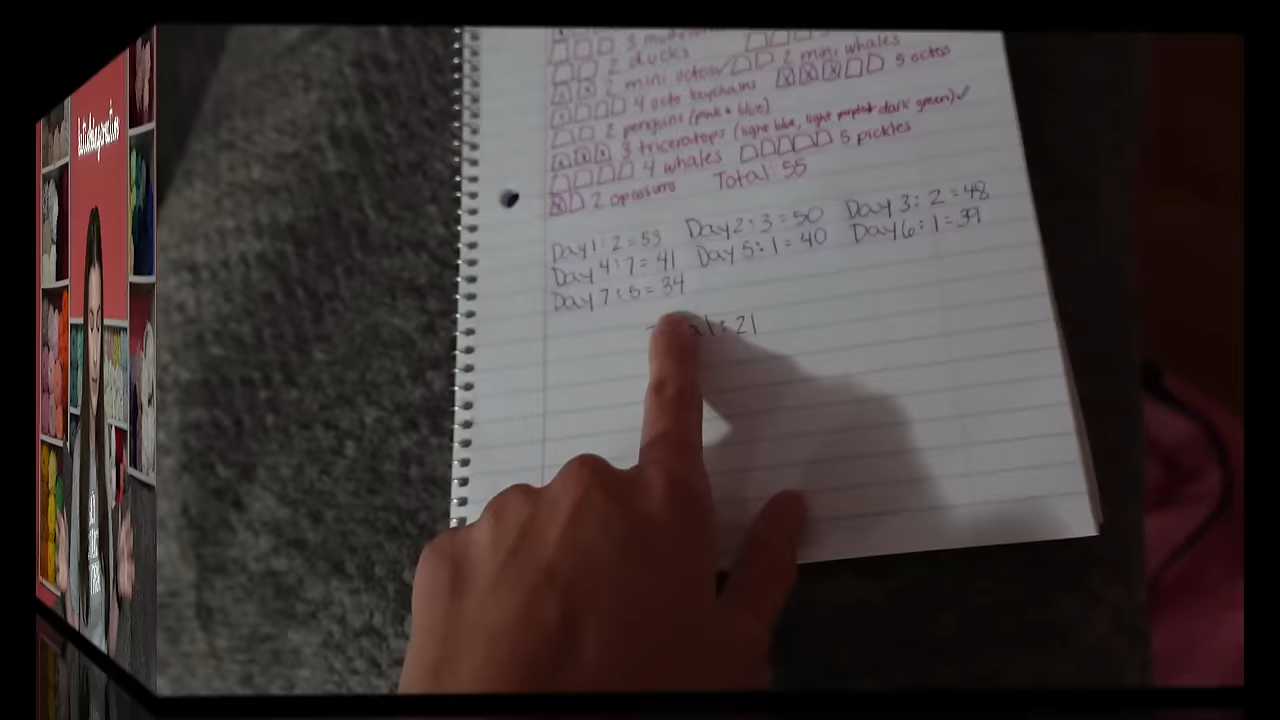 2 ducks
2 mini whales
2 mini octos
5 octos
4 octo keychains
2 penguins (pink + blue)
3 triceratops (light blue, light purple + dark green) ✓
4 whales
5 pickles
2 opossums
Total: 55
Day 1: 2 = 53 Day 2: 3 = 50 Day 3: 2 = 48
Day 4: 7 = 41 Day 5: 1 = 40 Day 6: 1 = 39
Day 7: 5 = 34
: 21